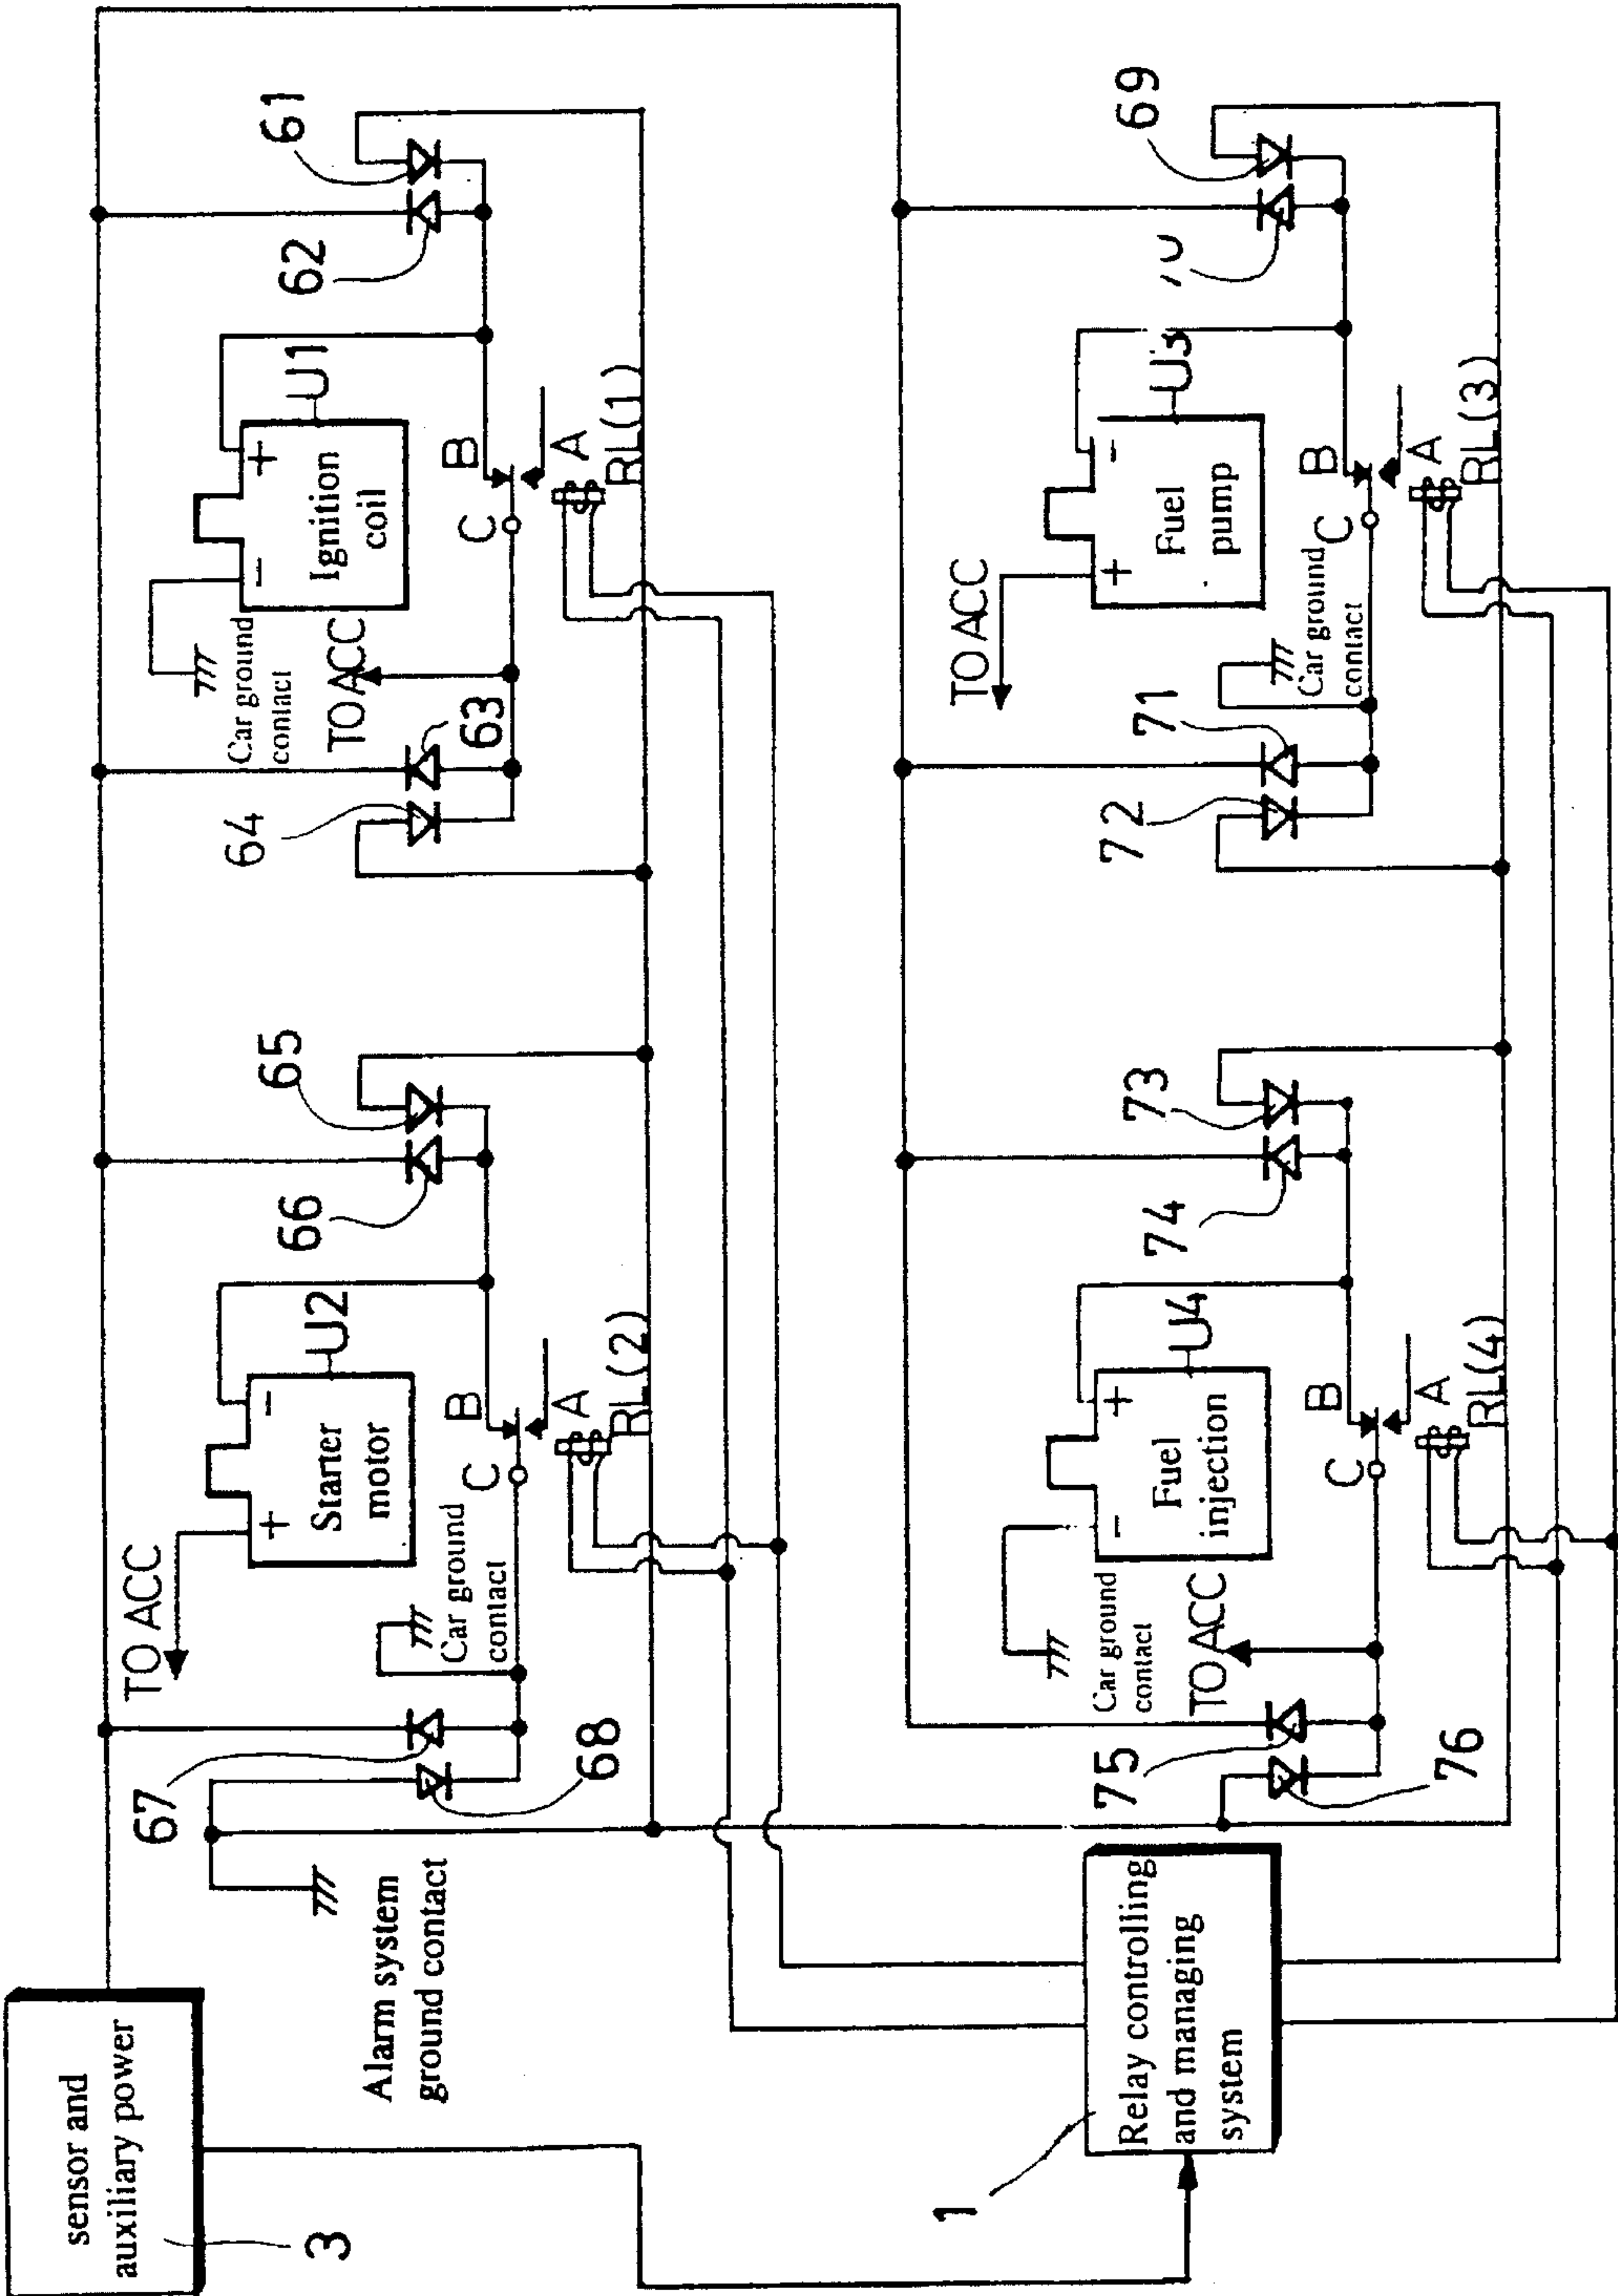 sensor and
auxiliary power
3
Alarm system
ground contact
1
Relay controlling
and managing
system
67
68
TO ACC
Car ground
contact
+
-
Starter
motor
U2
C
B
A
RL(2)
66
65
64
63
TO ACC
Car ground
contact
-
+
Ignition
coil
U1
C
B
A
RL(1)
62
61
75
76
TO ACC
Car ground
contact
-
+
Fuel
injection
U4
C
B
A
RL(4)
74
73
72
71
TO ACC
Car ground
contact
+
-
Fuel
pump
U3
C
B
A
RL(3)
69